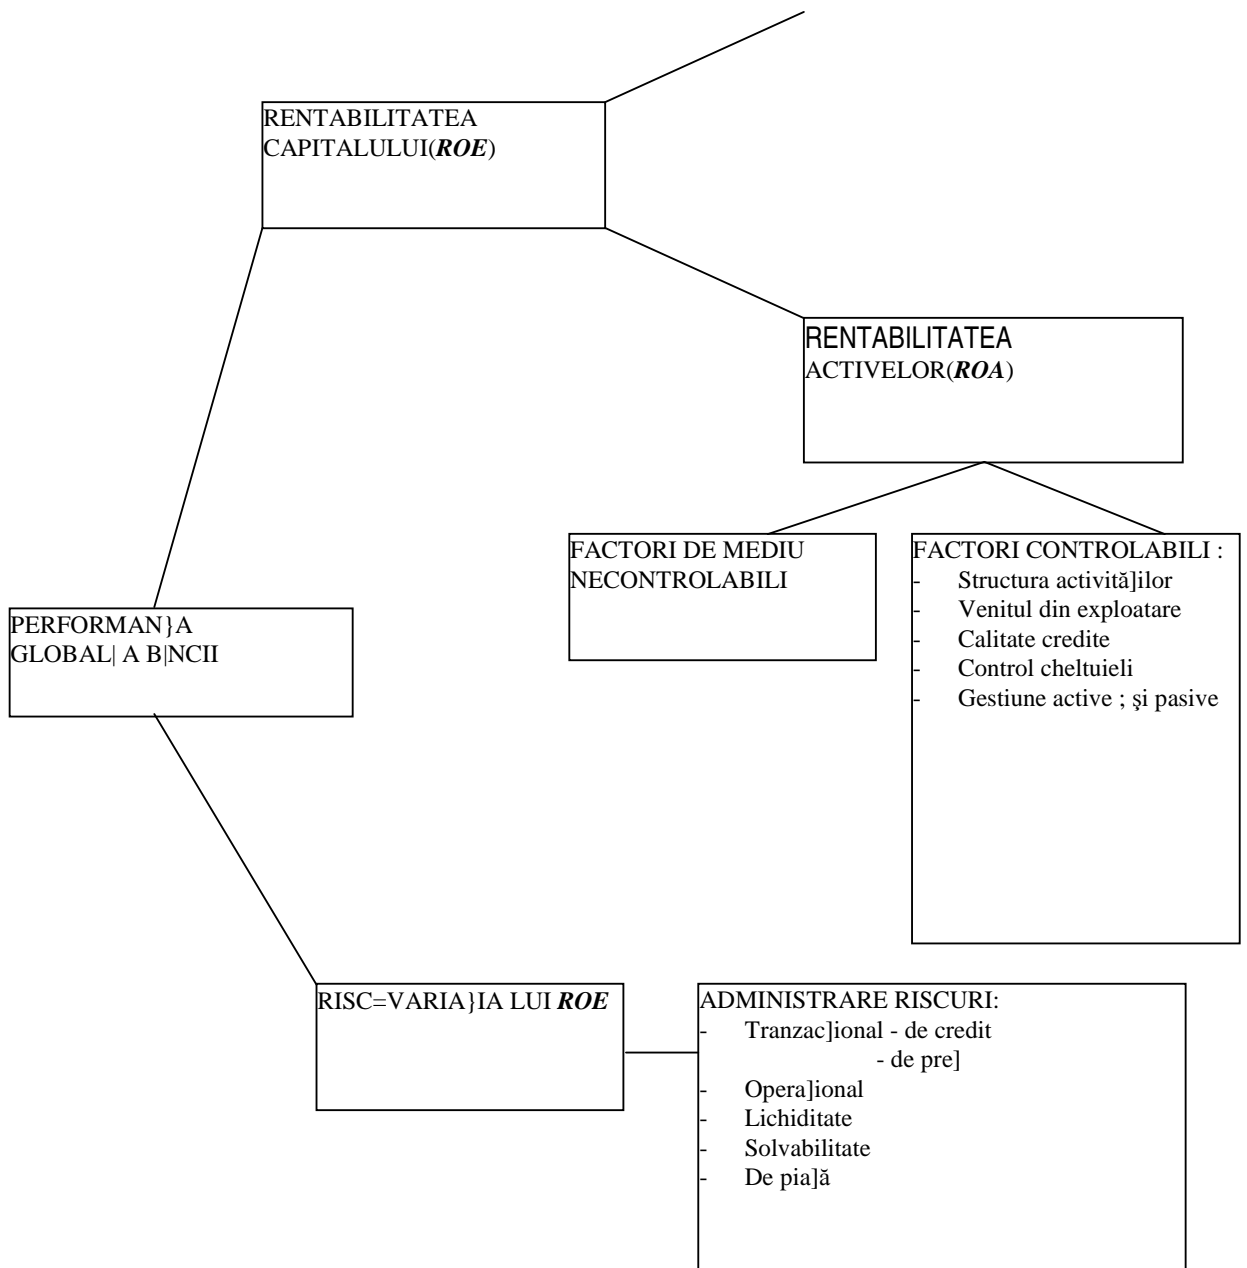 RENTABILITATEA
CAPITALULUI(ROE)
RENTABILITATEA
ACTIVELOR(ROA)
FACTORI DE MEDIU
NECONTROLABILI
FACTORI CONTROLABILI :
- Structura activită]ilor
- Venitul din exploatare
- Calitate credite
- Control cheltuieli
- Gestiune active ; şi pasive
PERFORMAN}A
GLOBAL| A B|NCII
RISC=VARIA}IA LUI ROE
ADMINISTRARE RISCURI:
- Tranzac]ional - de credit
- de pre]
- Opera]ional
- Lichiditate
- Solvabilitate
- De pia]ă